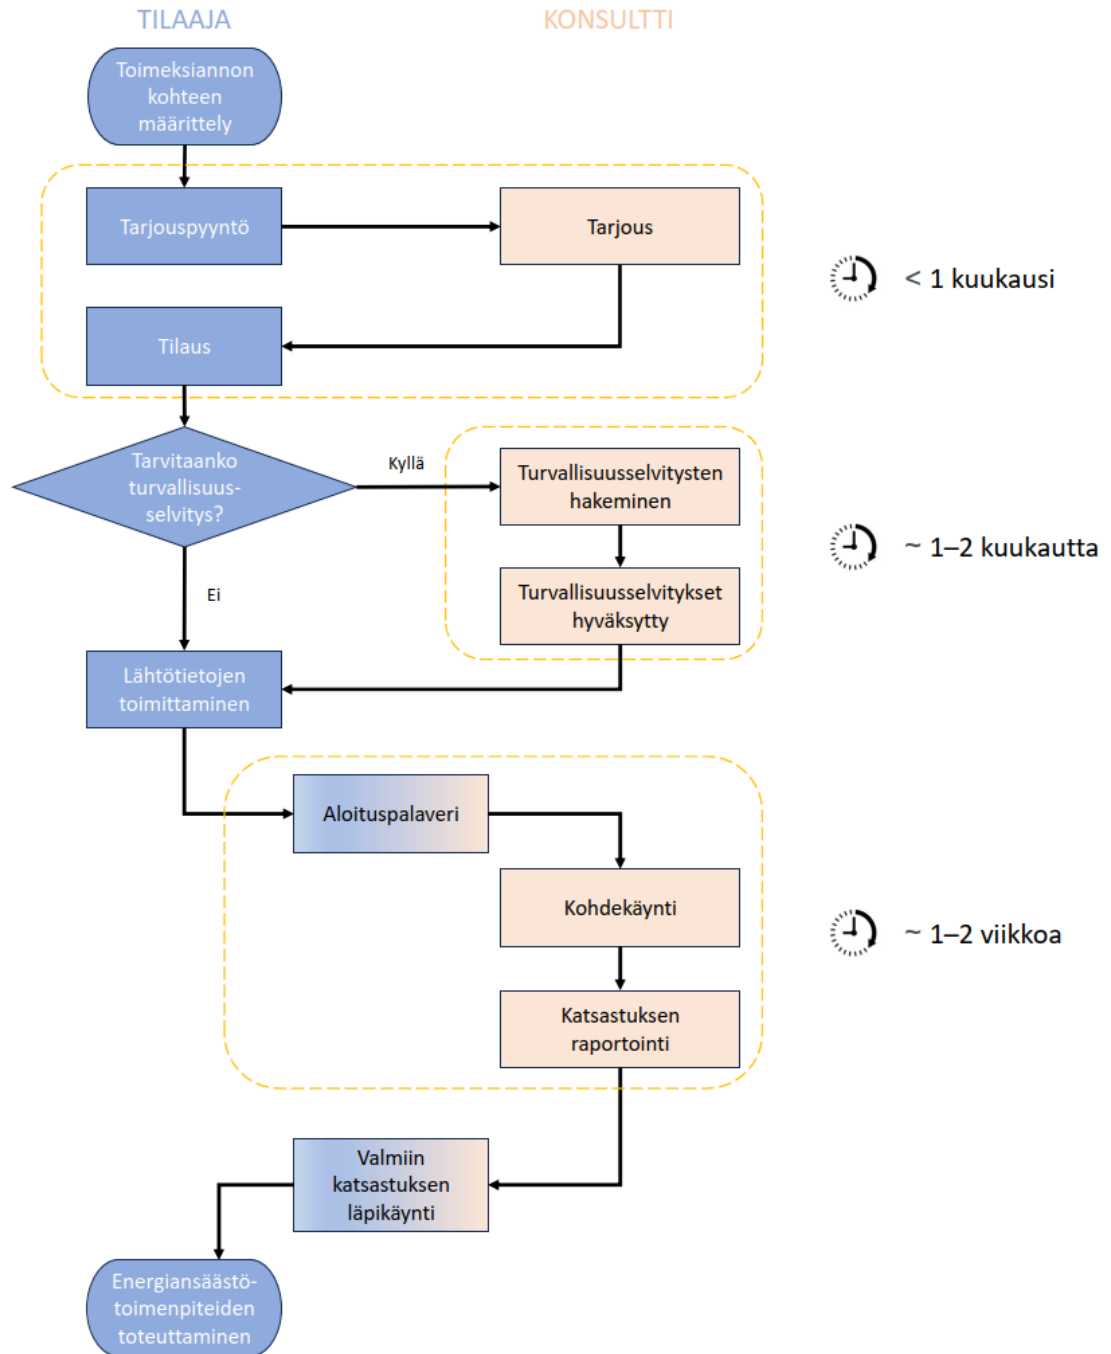 TILAAJA
KONSULTTI
Toimeksiannon
kohteen
määrittely
Tarjouspyyntö
Tarjous
< 1 kuukausi
Tilaus
Tarvitaanko
turvallisuus-
selvitys?
Kyllä
Turvallisuusselvitysten
hakeminen
~ 1–2 kuukautta
Ei
Turvallisuusselvitykset
hyväksytty
Lähtötietojen
toimittaminen
Aloituspalaveri
Kohdekäynti
~ 1–2 viikkoa
Katsastuksen
raportointi
Valmiin
katsastuksen
läpikäynti
Energiansäästö-
toimenpiteiden
toteuttaminen